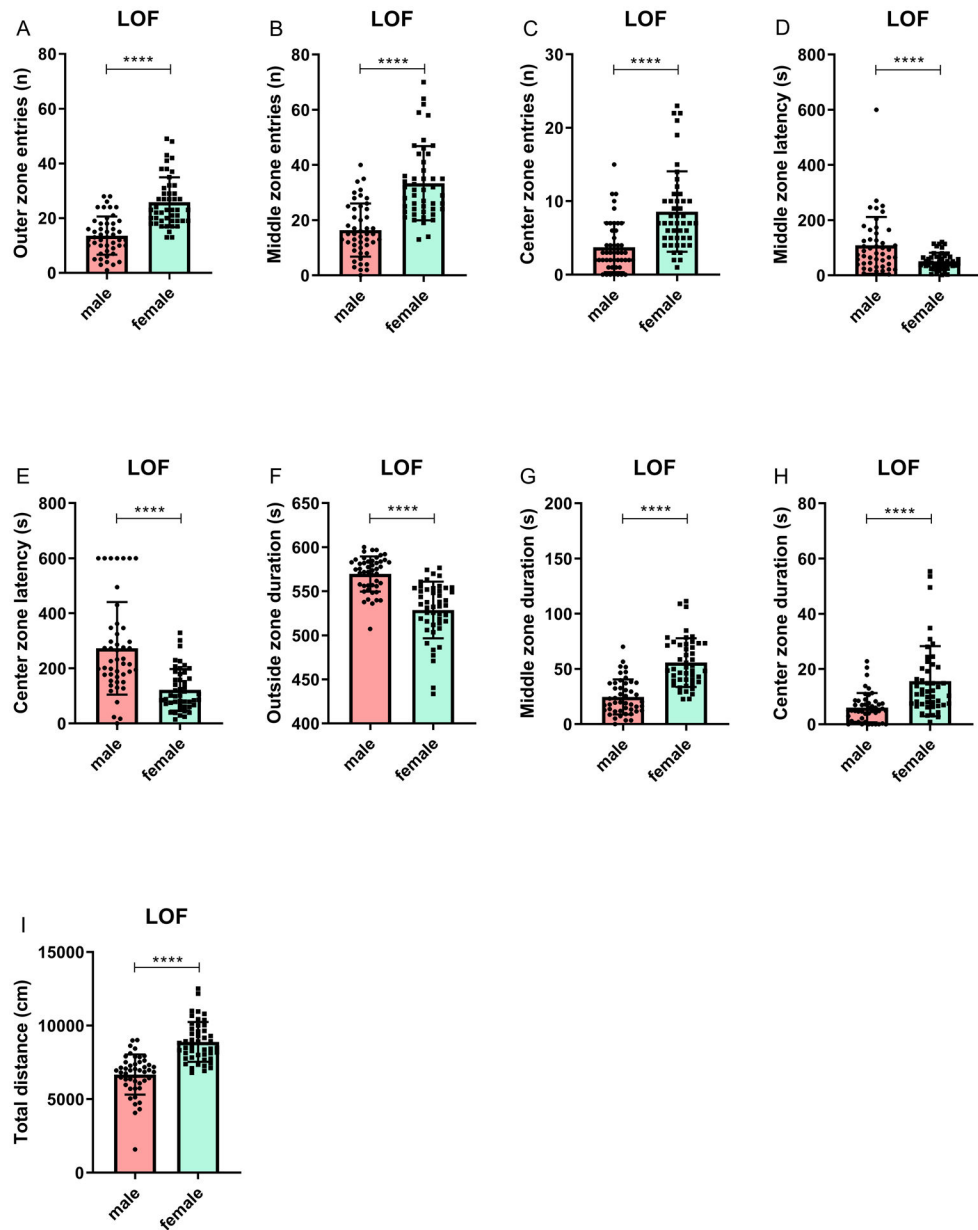 A
LOF
Outer zone entries (n)
****
80
60
40
20
0
male
female
B
LOF
Middle zone entries (n)
****
80
60
40
20
0
male
female
C
LOF
Center zone entries (n)
****
30
20
10
0
male
female
D
LOF
Middle zone latency (s)
****
800
600
400
200
0
male
female
E
LOF
Center zone latency (s)
****
800
600
400
200
0
male
female
F
LOF
Outside zone duration (s)
****
650
600
550
500
450
400
male
female
G
LOF
Middle zone duration (s)
****
200
150
100
50
0
male
female
H
LOF
Center zone duration (s)
****
80
60
40
20
0
male
female
I
LOF
Total distance (cm)
****
15000
10000
5000
0
male
female